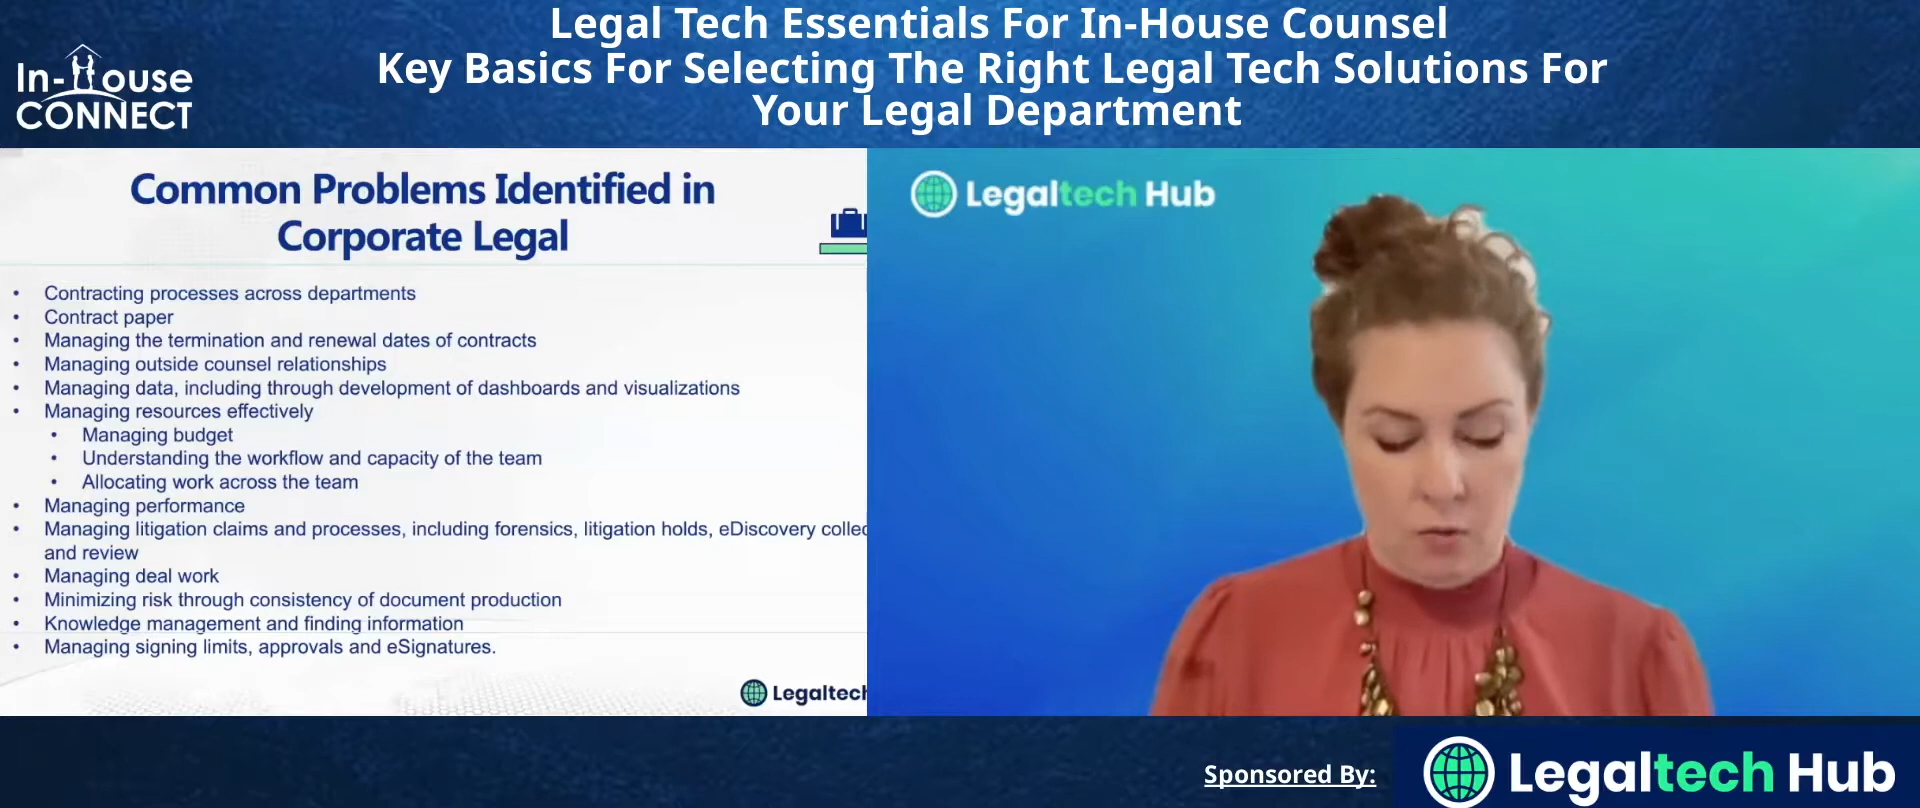 Legal Tech Essentials For In-House Counsel
Key Basics For Selecting The Right Legal Tech Solutions For
Your Legal Department
In-House
CONNECT
Common Problems Identified in
Corporate Legal
• Contracting processes across departments
• Contract paper
• Managing the termination and renewal dates of contracts
• Managing outside counsel relationships
• Managing data, including through development of dashboards and visualizations
• Managing resources effectively
• Managing budget
• Understanding the workflow and capacity of the team
• Allocating work across the team
• Managing performance
• Managing litigation claims and processes, including forensics, litigation holds, eDiscovery collec
and review
• Managing deal work
• Minimizing risk through consistency of document production
• Knowledge management and finding information
• Managing signing limits, approvals and eSignatures.
Legaltech
Legaltech Hub
Sponsored By:
Legaltech Hub